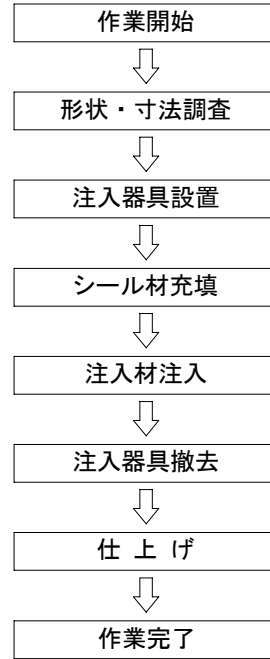 作業開始
形状・寸法調査
注入器具設置
シール材充填
注入材注入
注入器具撤去
仕 上 げ
作業完了